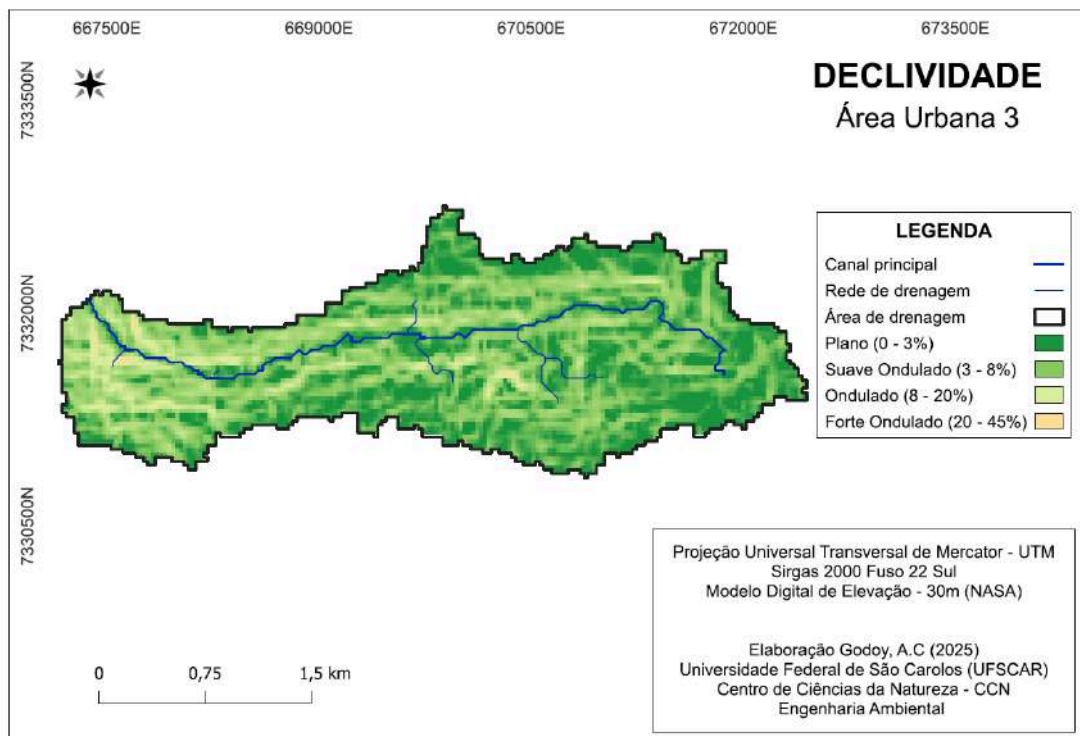 667500E 669000E 670500E 672000E 673500E
7333500N
7332000N
7330500N
DECLIVIDADE
Área Urbana 3
LEGENDA
Canal principal
Rede de drenagem
Área de drenagem
Plano (0 - 3%)
Suave Ondulado (3 - 8%)
Ondulado (8 - 20%)
Forte Ondulado (20 - 45%)
Projeção Universal Transversal de Mercator - UTM
Sirgas 2000 Fuso 22 Sul
Modelo Digital de Elevação - 30m (NASA)
Elaboração Godoy, A.C (2025)
Universidade Federal de São Carolos (UFSCAR)
Centro de Ciências da Natureza - CCN
Engenharia Ambiental
0 0,75 1,5 km